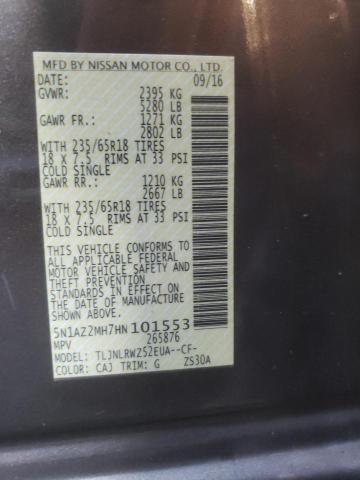 MFD BY NISSAN MOTOR CO., LTD.
DATE: 09/16
GVWR: 2395 KG
5280 LB
GAWR FR.: 1271 KG
2802 LB
WITH 235/65R18 TIRES
18 X 7.5 RIMS AT 33 PSI
COLD SINGLE
GAWR RR.: 1210 KG
2667 LB
WITH 235/65R18 TIRES
18 X 7.5 RIMS AT 33 PSI
COLD SINGLE
THIS VEHICLE CONFORMS TO
ALL APPLICABLE FEDERAL
MOTOR VEHICLE SAFETY AND
THEFT PREVENTION
STANDARDS IN EFFECT ON
THE DATE OF MANUFACTURE
SHOWN ABOVE.
5N1AZ2MH7HN101553
MPV 265876
MODEL: TLJNLRWZ52EUA--CF-
COLOR: CAJ TRIM: G ZS30A